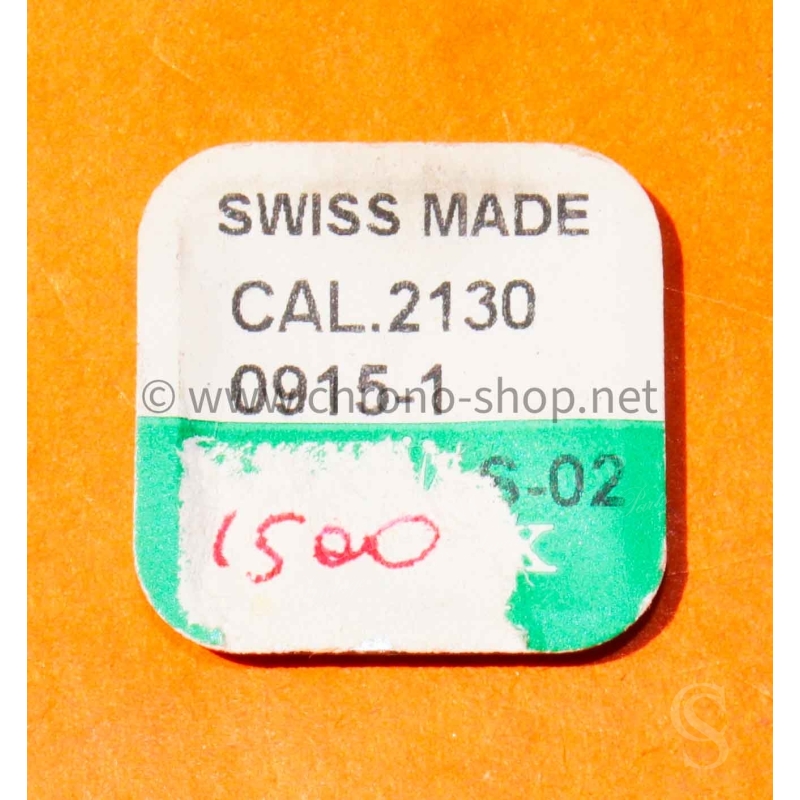 SWISS MADE
CAL.2130
0915-1
© www.chrono-shop.net
S-02
1500
x